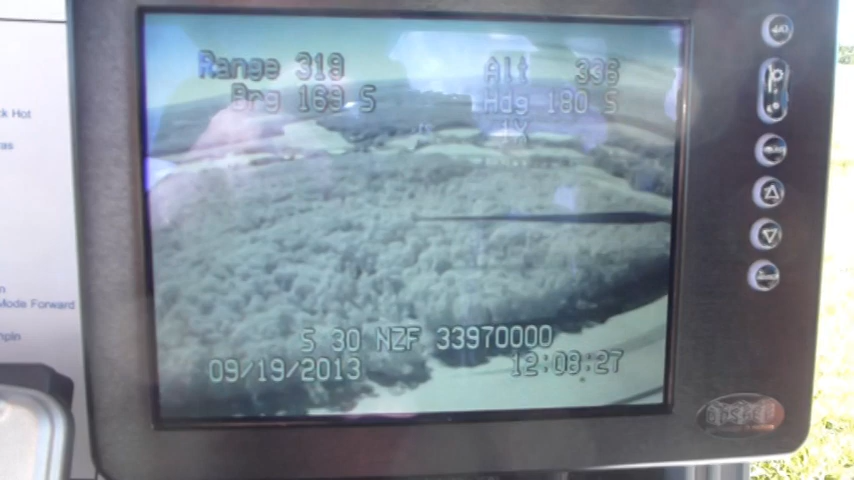 Range 319
Alt 336
Brg 169 S
Hdg 180 S
1X
S 30 NZF 33970000
09/19/2013
12:08:27
ck Hot
Mode Forward